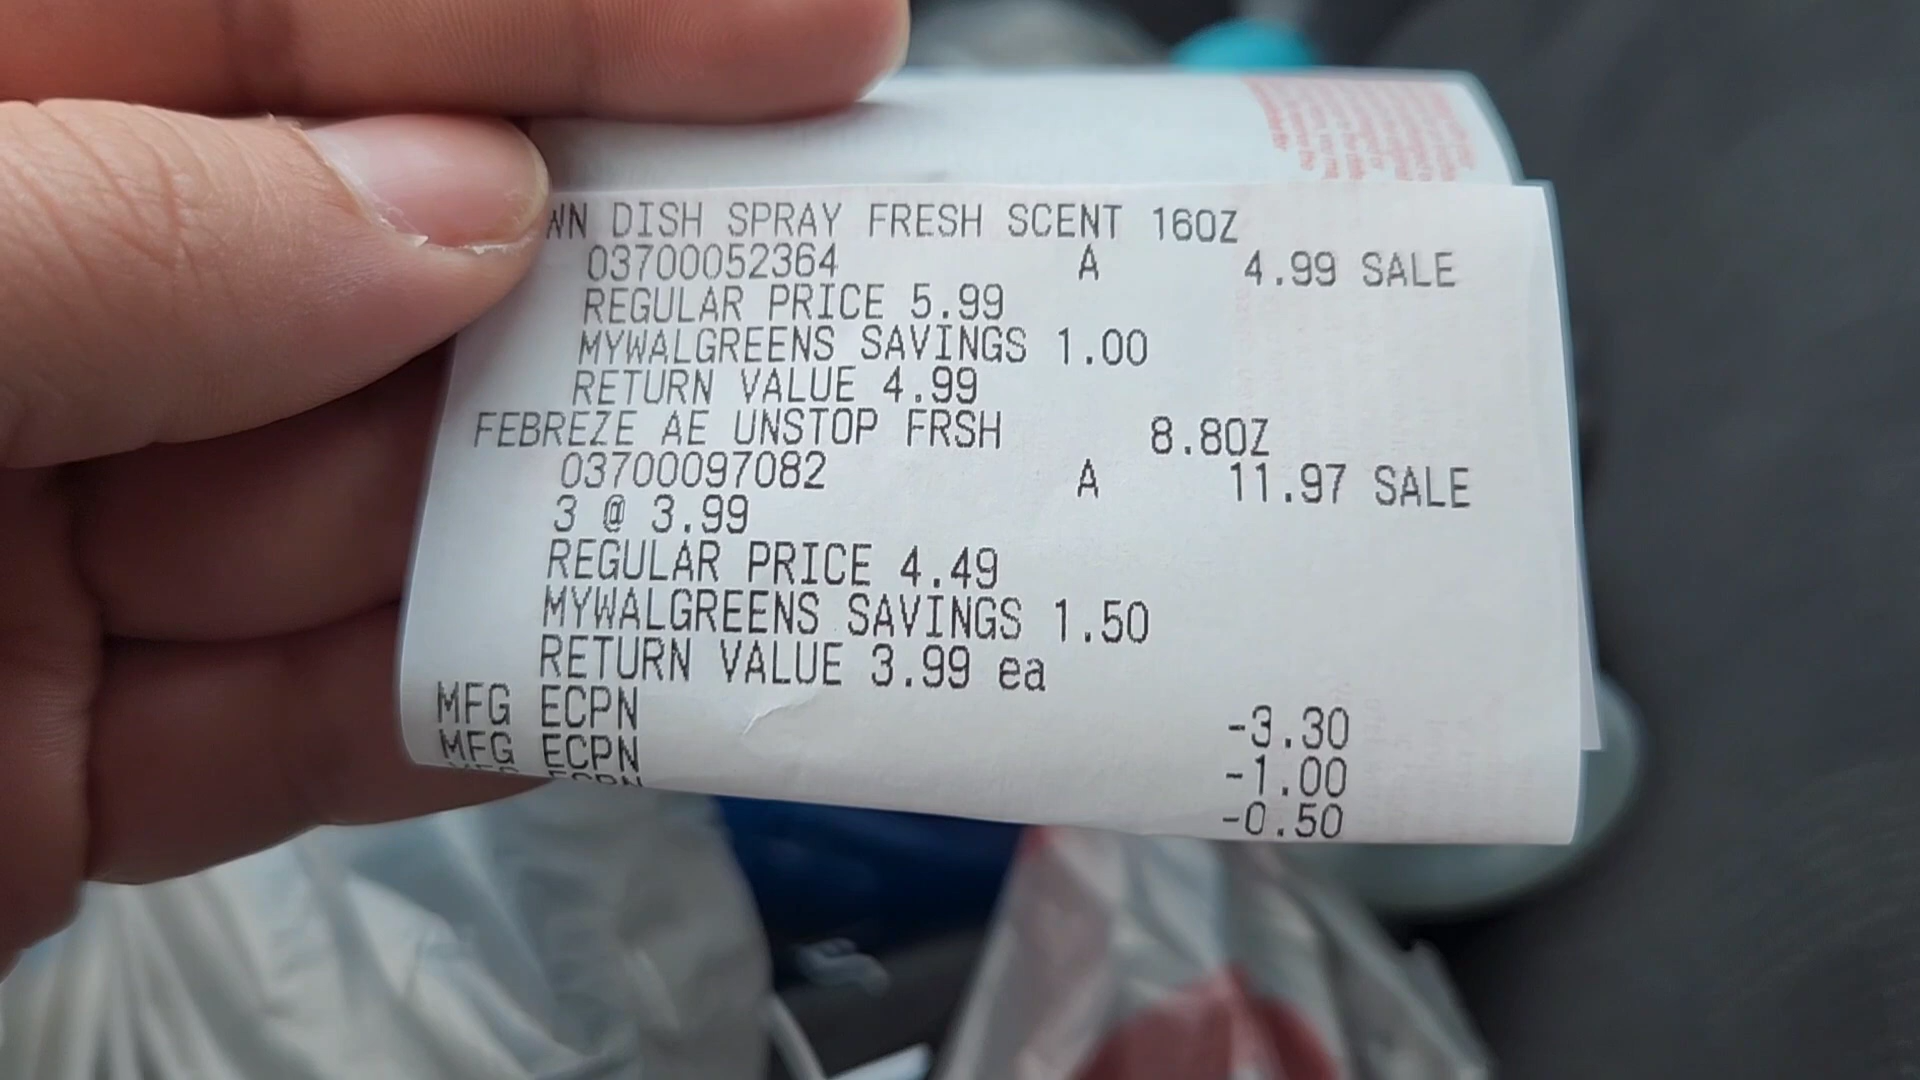 WN DISH SPRAY FRESH SCENT 16OZ
03700052364 A 4.99 SALE
REGULAR PRICE 5.99
MYWALGREENS SAVINGS 1.00
RETURN VALUE 4.99
FEBREZE AE UNSTOP FRSH 8.8OZ
03700097082 A 11.97 SALE
3 @ 3.99
REGULAR PRICE 4.49
MYWALGREENS SAVINGS 1.50
RETURN VALUE 3.99 ea
MFG ECPN -3.30
MFG ECPN -1.00
MFG ECPN -0.50